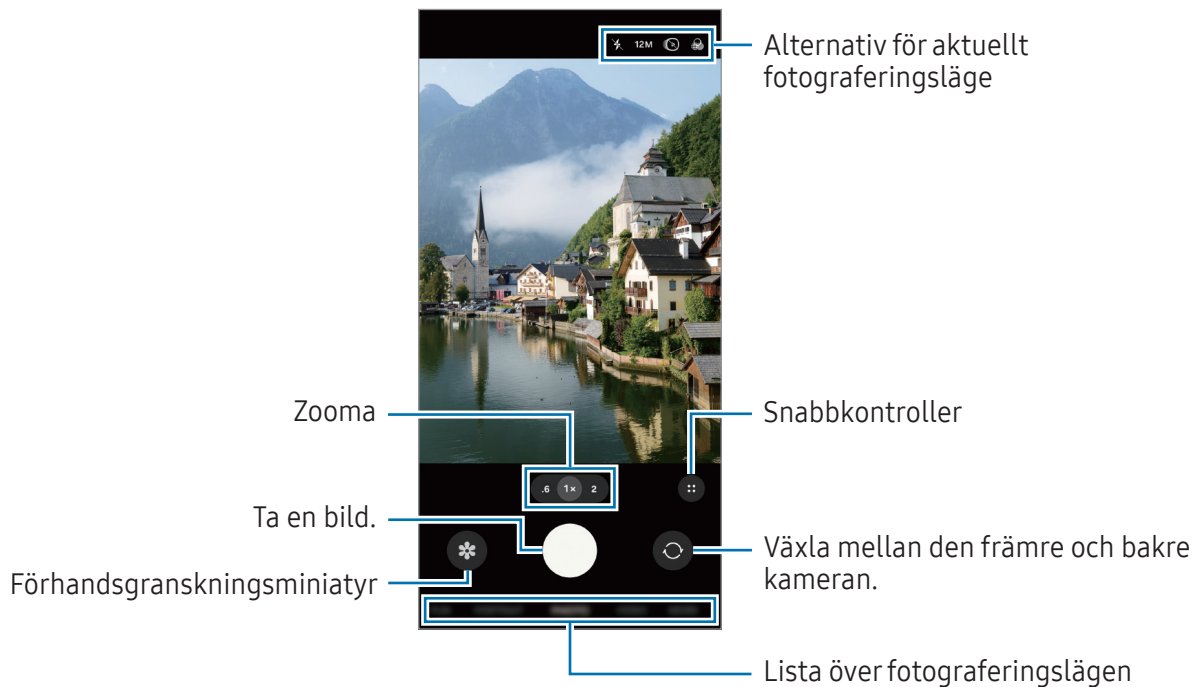 12M
Alternativ för aktuellt
fotograferingsläge
Zooma
Snabbkontroller
.6 1× 2
Ta en bild.
Växla mellan den främre och bakre
kameran.
Förhandsgranskningsminiatyr
Lista över fotograferingslägen